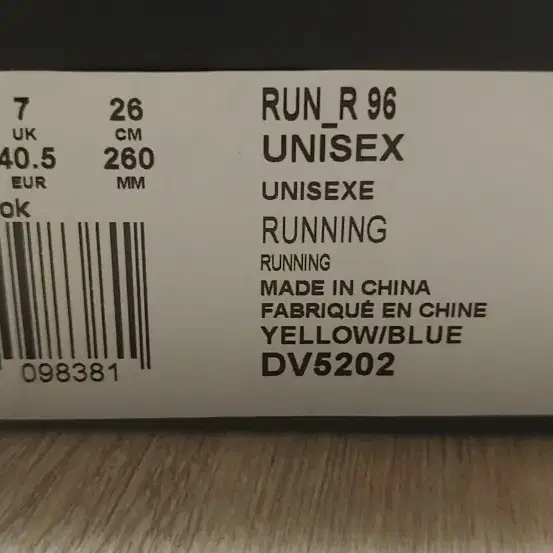 7 26
UK CM
40.5 260
EUR MM
ok
098381
RUN_R 96
UNISEX
UNISEXE
RUNNING
RUNNING
MADE IN CHINA
FABRIQUÉ EN CHINE
YELLOW/BLUE
DV5202